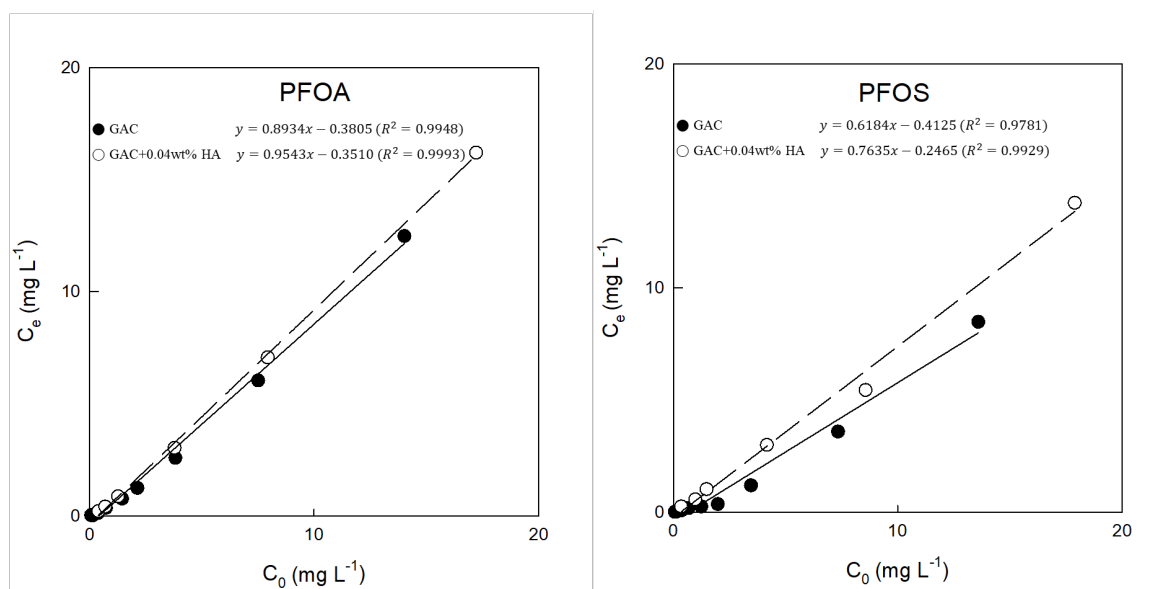 20
PFOA
GAC y = 0.8934x − 0.3805 (R² = 0.9948)
GAC+0.04wt% HA y = 0.9543x − 0.3510 (R² = 0.9993)
Cₑ (mg L⁻¹)
10
0
0 10 20
C₀ (mg L⁻¹)
20
PFOS
GAC y = 0.6184x − 0.4125 (R² = 0.9781)
GAC+0.04wt% HA y = 0.7635x − 0.2465 (R² = 0.9929)
Cₑ (mg L⁻¹)
10
0
0 10 20
C₀ (mg L⁻¹)